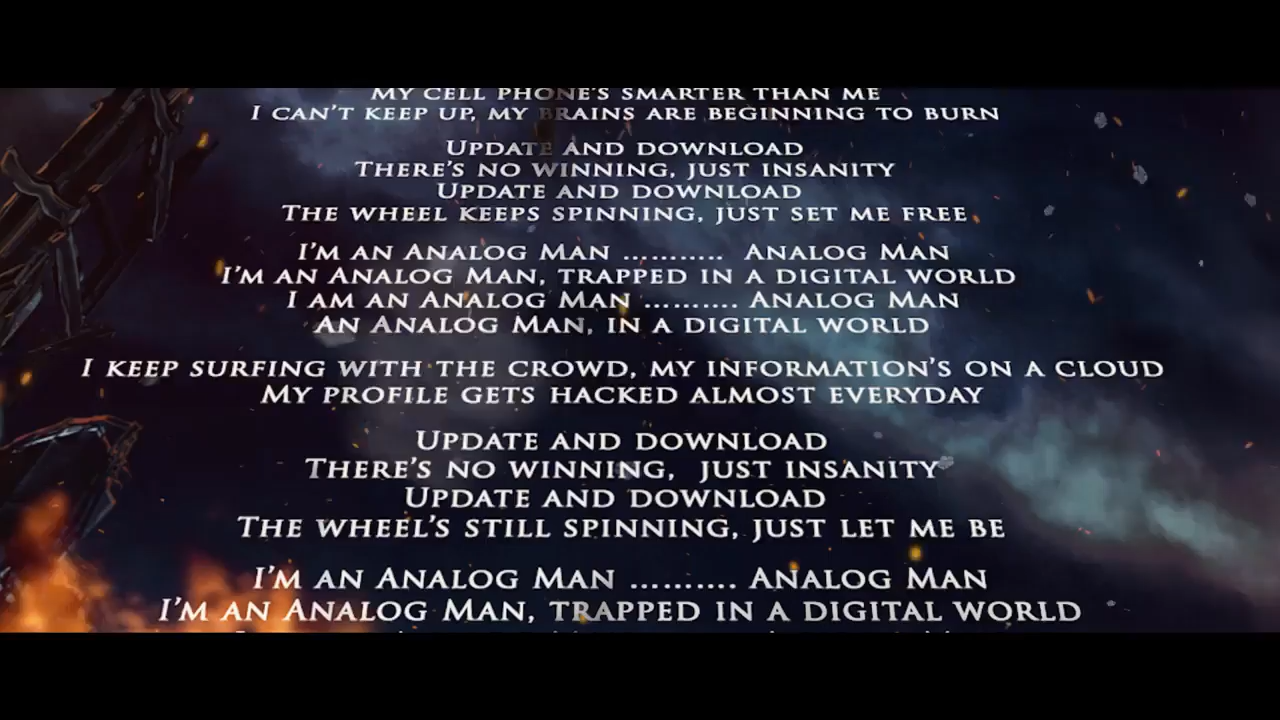 My cell phone's smarter than me
I can't keep up, my brains are beginning to burn
Update and download
There's no winning, just insanity
Update and download
The wheel keeps spinning, just set me free
I'm an Analog Man ........... Analog Man
I'm an Analog Man, trapped in a digital world
I am an Analog Man .......... Analog Man
An Analog Man, in a digital world
I keep surfing with the crowd, my information's on a cloud
My profile gets hacked almost everyday
Update and download
There's no winning, just insanity
Update and download
The wheel's still spinning, just let me be
I'm an Analog Man .......... Analog Man
I'm an Analog Man, trapped in a digital world